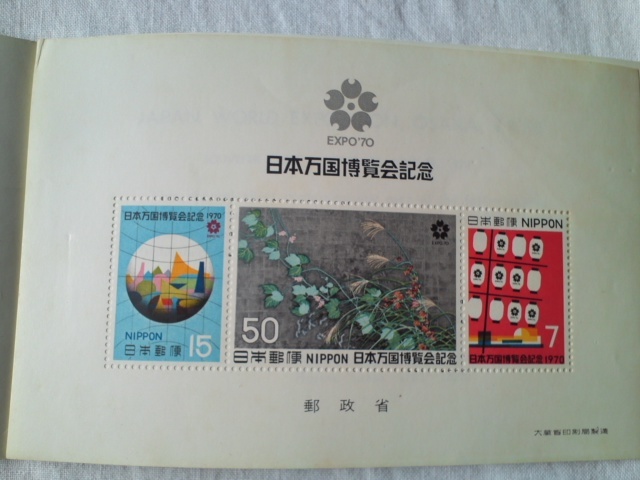 EXPO'70
日本万国博覧会記念
日本万国博覧会記念 1970
NIPPON
日本郵便 15
50
日本郵便 NIPPON 日本万国博覧会記念
日本郵便 NIPPON
7
日本万国博覧会記念 1970
郵政省
大蔵省印刷局製造